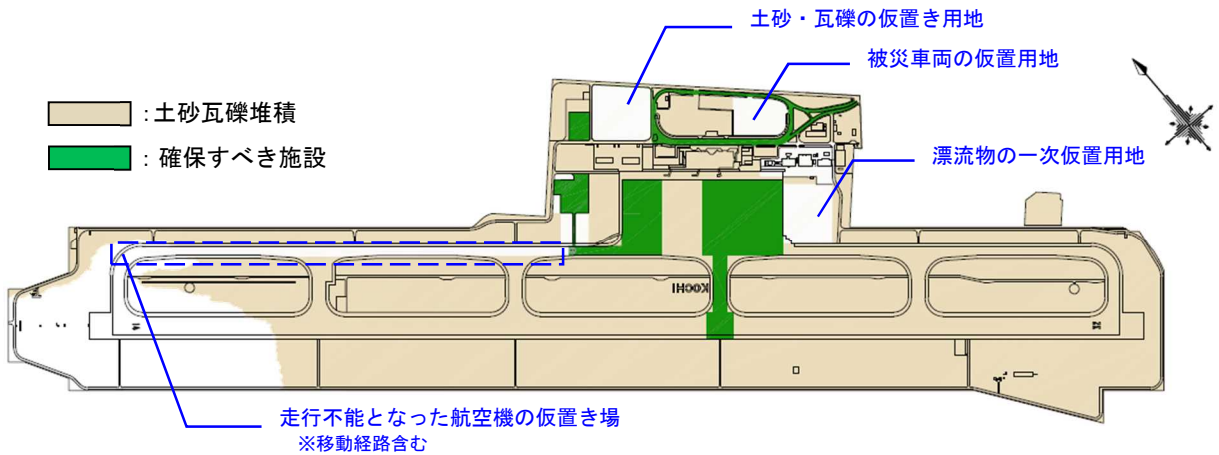 土砂・瓦礫の仮置き用地
被災車両の仮置用地
:土砂瓦礫堆積
:確保すべき施設
漂流物の一次仮置用地
KOCHI
走行不能となった航空機の仮置き場
※移動経路含む